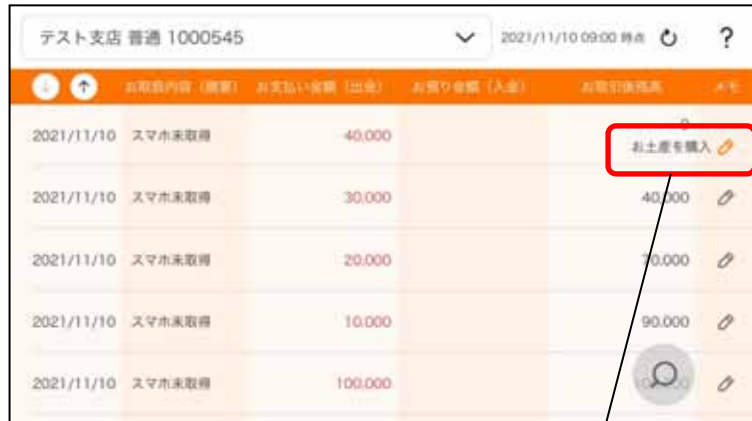 テスト支店 普通 1000545 2021/11/10 09:00 時点 ?
お取扱内容（摘要） お支払い金額（出金） お預り金額（入金） お取引後残高 メモ
2021/11/10 スマホ未取得 40,000 0
お土産を購入
2021/11/10 スマホ未取得 30,000 40,000
2021/11/10 スマホ未取得 20,000 70,000
2021/11/10 スマホ未取得 10,000 90,000
2021/11/10 スマホ未取得 100,000